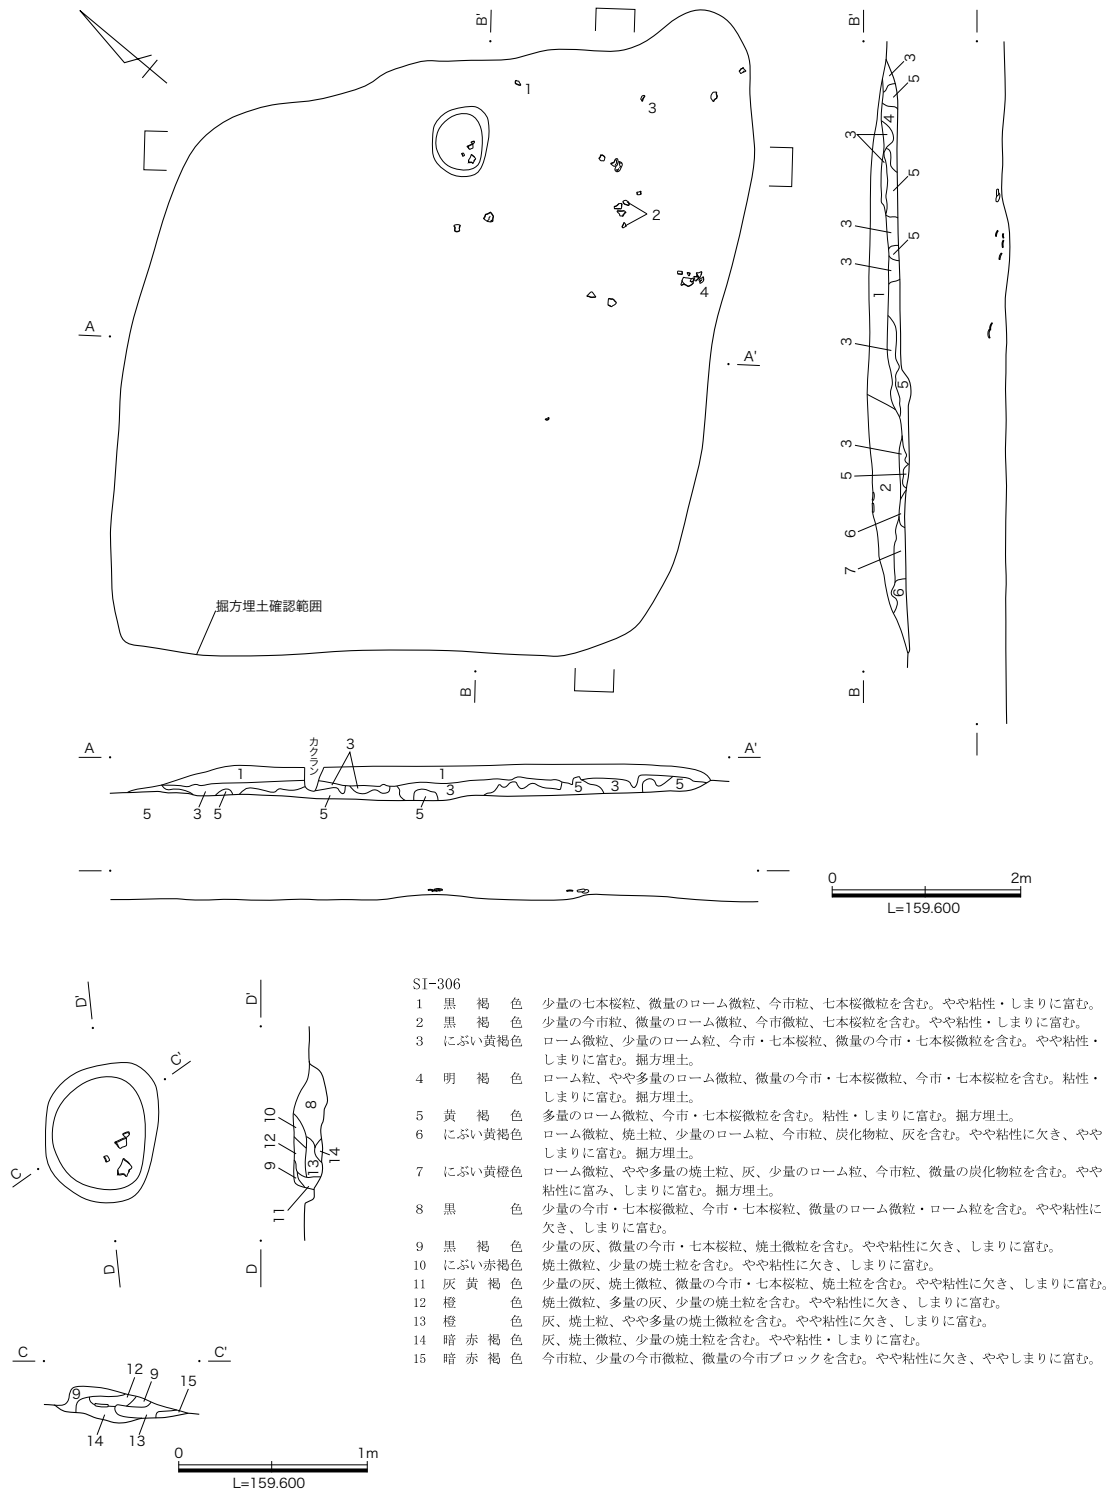 B'
1
3
2
4
A
A'
掘方埋土確認範囲
B
B'
3
5
4
3
5
3
5
3
1
3
5
3
5
2
6
7
6
B
A
カクラン
3
A'
1
1
3
5
3
5
5
3
5
5
5
0
2m
L=159.600
D'
C'
C
D
D'
8
10
12
9
13
14
11
D
C
C'
12
9
15
9
14
13
0
1m
L=159.600
SI-306
1 黒褐色 少量の七本桜粒、微量のローム微粒、今市粒、七本桜微粒を含む。やや粘性・しまりに富む。
2 黒褐色 少量の今市粒、微量のローム微粒、今市微粒、七本桜粒を含む。やや粘性・しまりに富む。
3 にぶい黄褐色 ローム微粒、少量のローム粒、今市・七本桜粒、微量の今市・七本桜微粒を含む。やや粘性・
しまりに富む。掘方埋土。
4 明褐色 ローム粒、やや多量のローム微粒、微量の今市・七本桜微粒、今市・七本桜粒を含む。粘性・
しまりに富む。掘方埋土。
5 黄褐色 多量のローム微粒、今市・七本桜微粒を含む。粘性・しまりに富む。掘方埋土。
6 にぶい黄褐色 ローム微粒、焼土粒、少量のローム粒、今市粒、炭化物粒、灰を含む。やや粘性に欠き、やや
しまりに富む。掘方埋土。
7 にぶい黄橙色 ローム微粒、やや多量の焼土粒、灰、少量のローム粒、今市粒、微量の炭化物粒を含む。やや
粘性に富み、しまりに富む。掘方埋土。
8 黒色 少量の今市・七本桜微粒、今市・七本桜粒、微量のローム微粒・ローム粒を含む。やや粘性に
欠き、しまりに富む。
9 黒褐色 少量の灰、微量の今市・七本桜粒、焼土微粒を含む。やや粘性に欠き、しまりに富む。
10 にぶい赤褐色 焼土微粒、少量の焼土粒を含む。やや粘性に欠き、しまりに富む。
11 灰黄褐色 少量の灰、焼土微粒、微量の今市・七本桜粒、焼土粒を含む。やや粘性に欠き、しまりに富む。
12 橙色 焼土微粒、多量の灰、少量の焼土粒を含む。やや粘性に欠き、しまりに富む。
13 橙色 灰、焼土粒、やや多量の焼土微粒を含む。やや粘性に欠き、しまりに富む。
14 暗赤褐色 灰、焼土微粒、少量の焼土粒を含む。やや粘性・しまりに富む。
15 暗赤褐色 今市粒、少量の今市微粒、微量の今市ブロックを含む。やや粘性に欠き、ややしまりに富む。